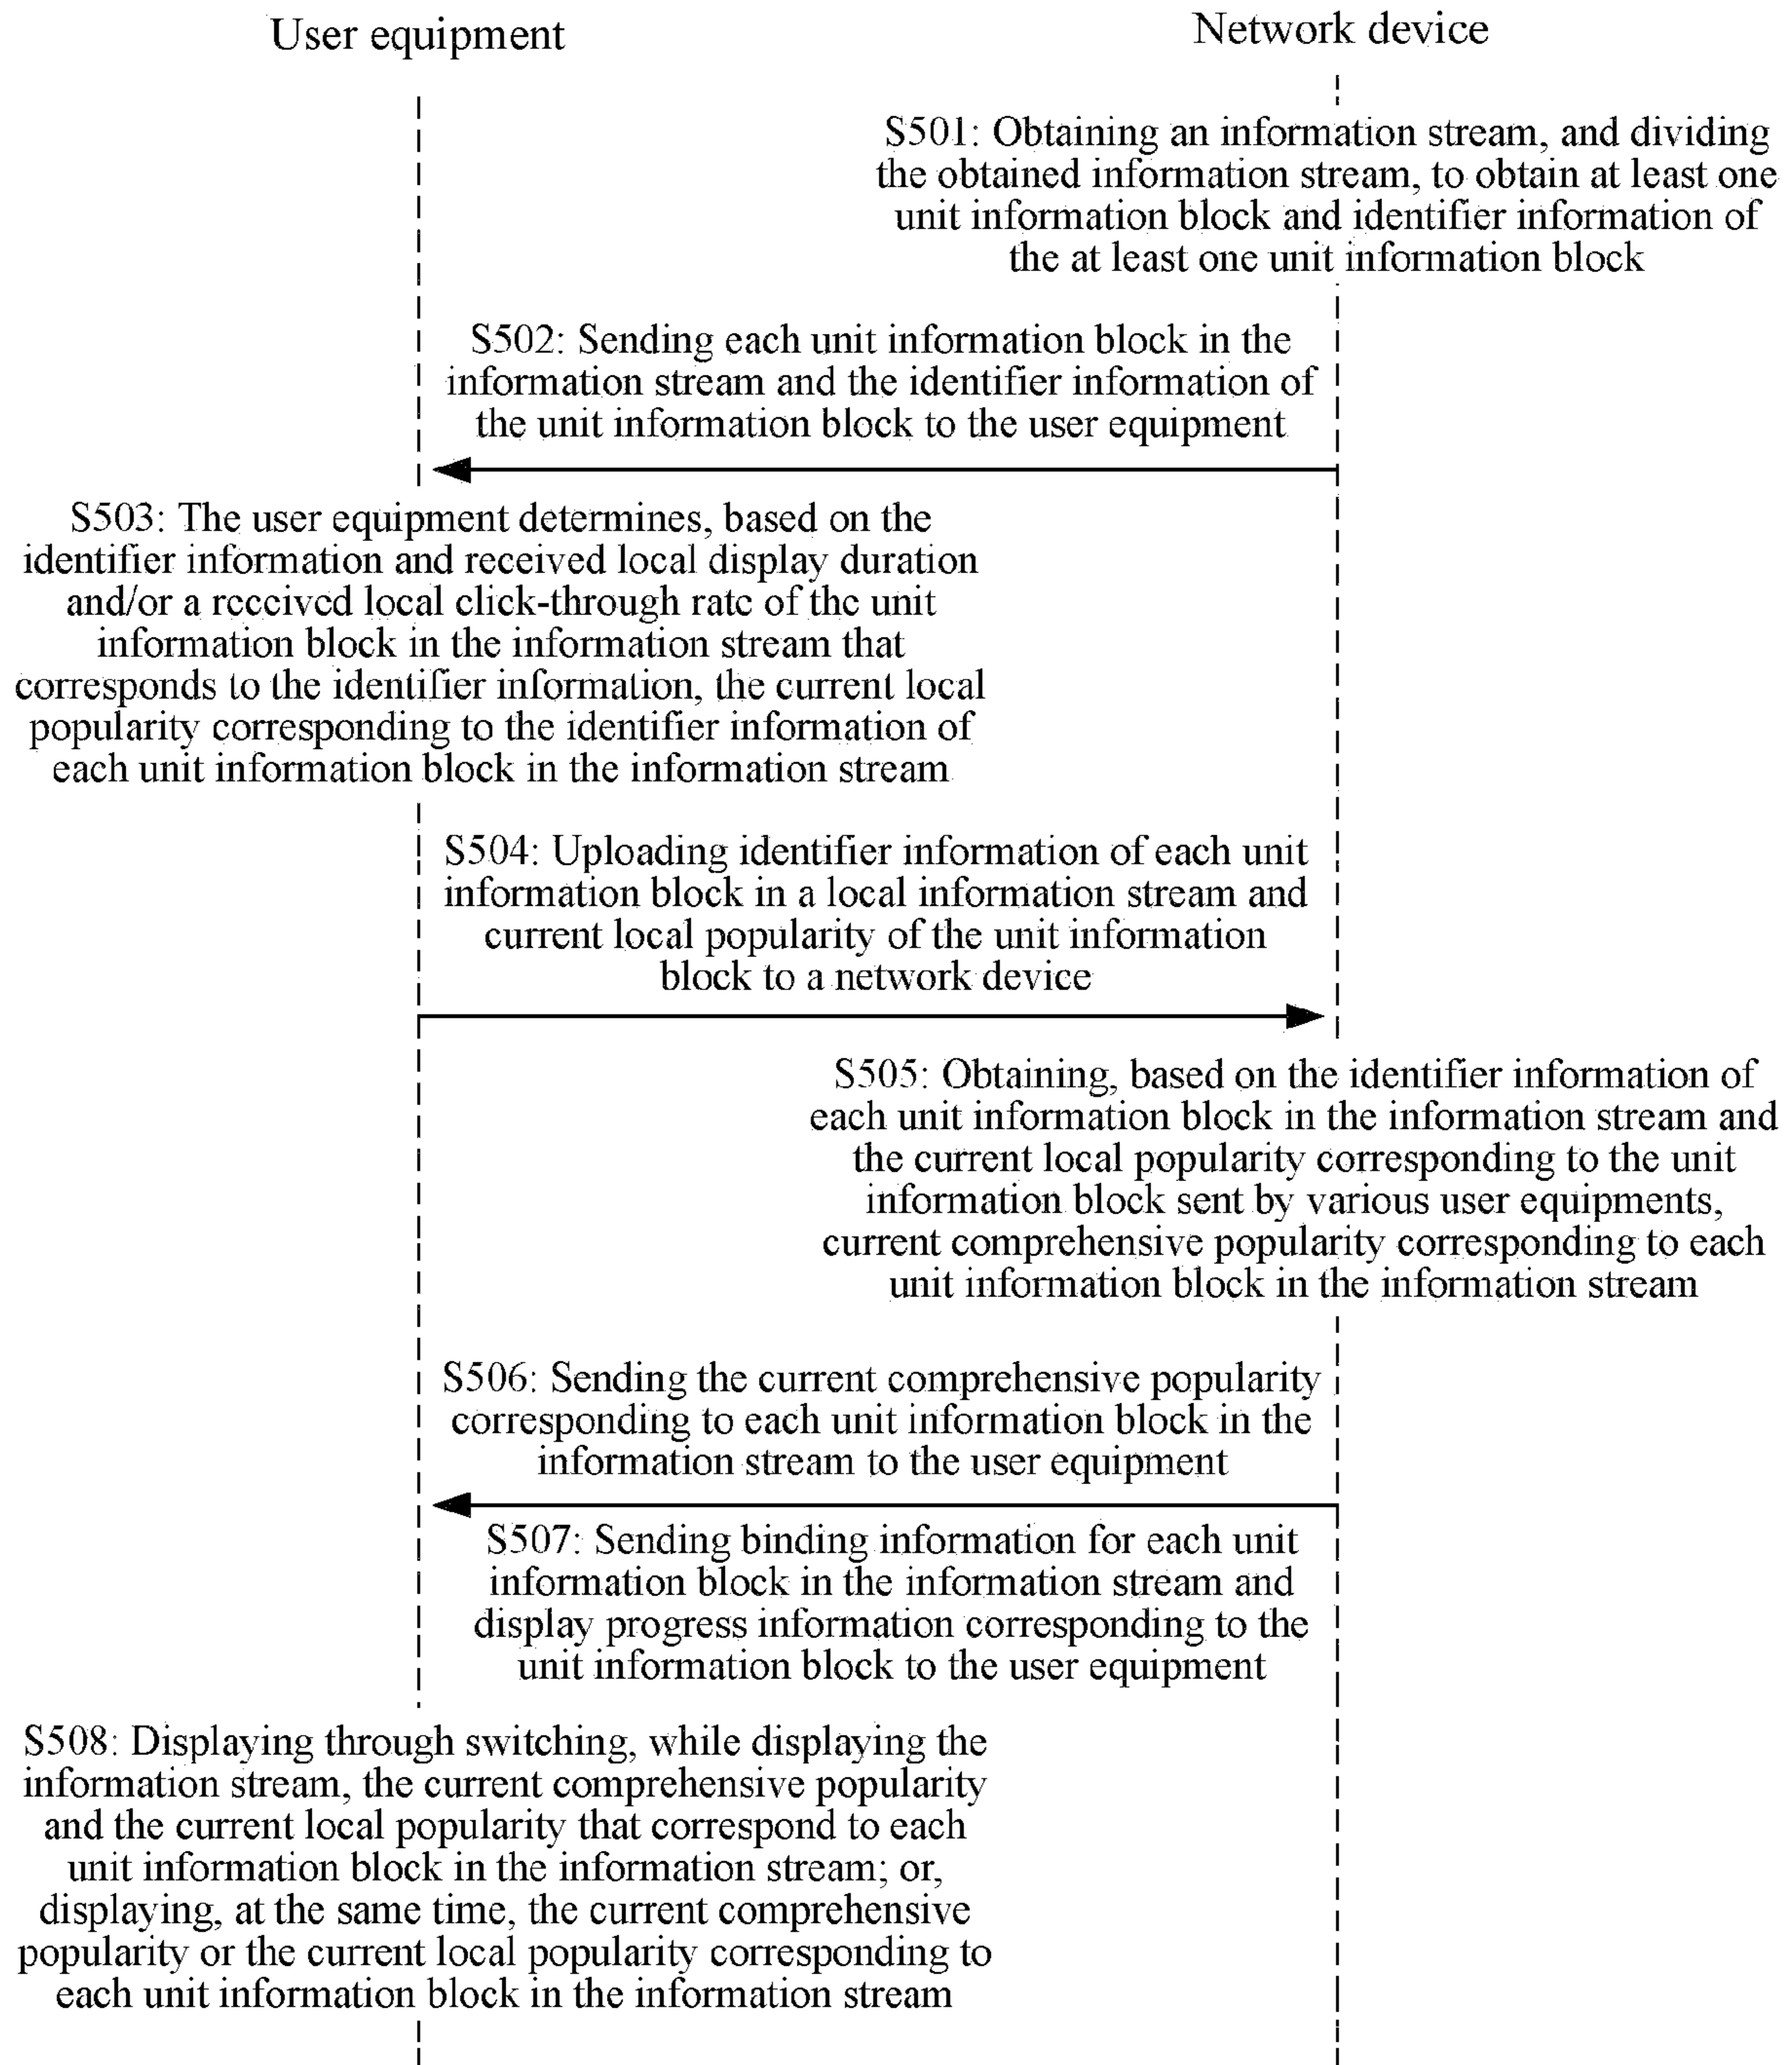 User equipment
Network device
S501: Obtaining an information stream, and dividing
the obtained information stream, to obtain at least one
unit information block and identifier information of
the at least one unit information block
S502: Sending each unit information block in the
information stream and the identifier information of
the unit information block to the user equipment
S503: The user equipment determines, based on the
identifier information and received local display duration
and/or a received local click-through rate of the unit
information block in the information stream that
corresponds to the identifier information, the current local
popularity corresponding to the identifier information of
each unit information block in the information stream
S504: Uploading identifier information of each unit
information block in a local information stream and
current local popularity of the unit information
block to a network device
S505: Obtaining, based on the identifier information of
each unit information block in the information stream and
the current local popularity corresponding to the unit
information block sent by various user equipments,
current comprehensive popularity corresponding to each
unit information block in the information stream
S506: Sending the current comprehensive popularity
corresponding to each unit information block in the
information stream to the user equipment
S507: Sending binding information for each unit
information block in the information stream and
display progress information corresponding to the
unit information block to the user equipment
S508: Displaying through switching, while displaying the
information stream, the current comprehensive popularity
and the current local popularity that correspond to each
unit information block in the information stream; or,
displaying, at the same time, the current comprehensive
popularity or the current local popularity corresponding to
each unit information block in the information stream